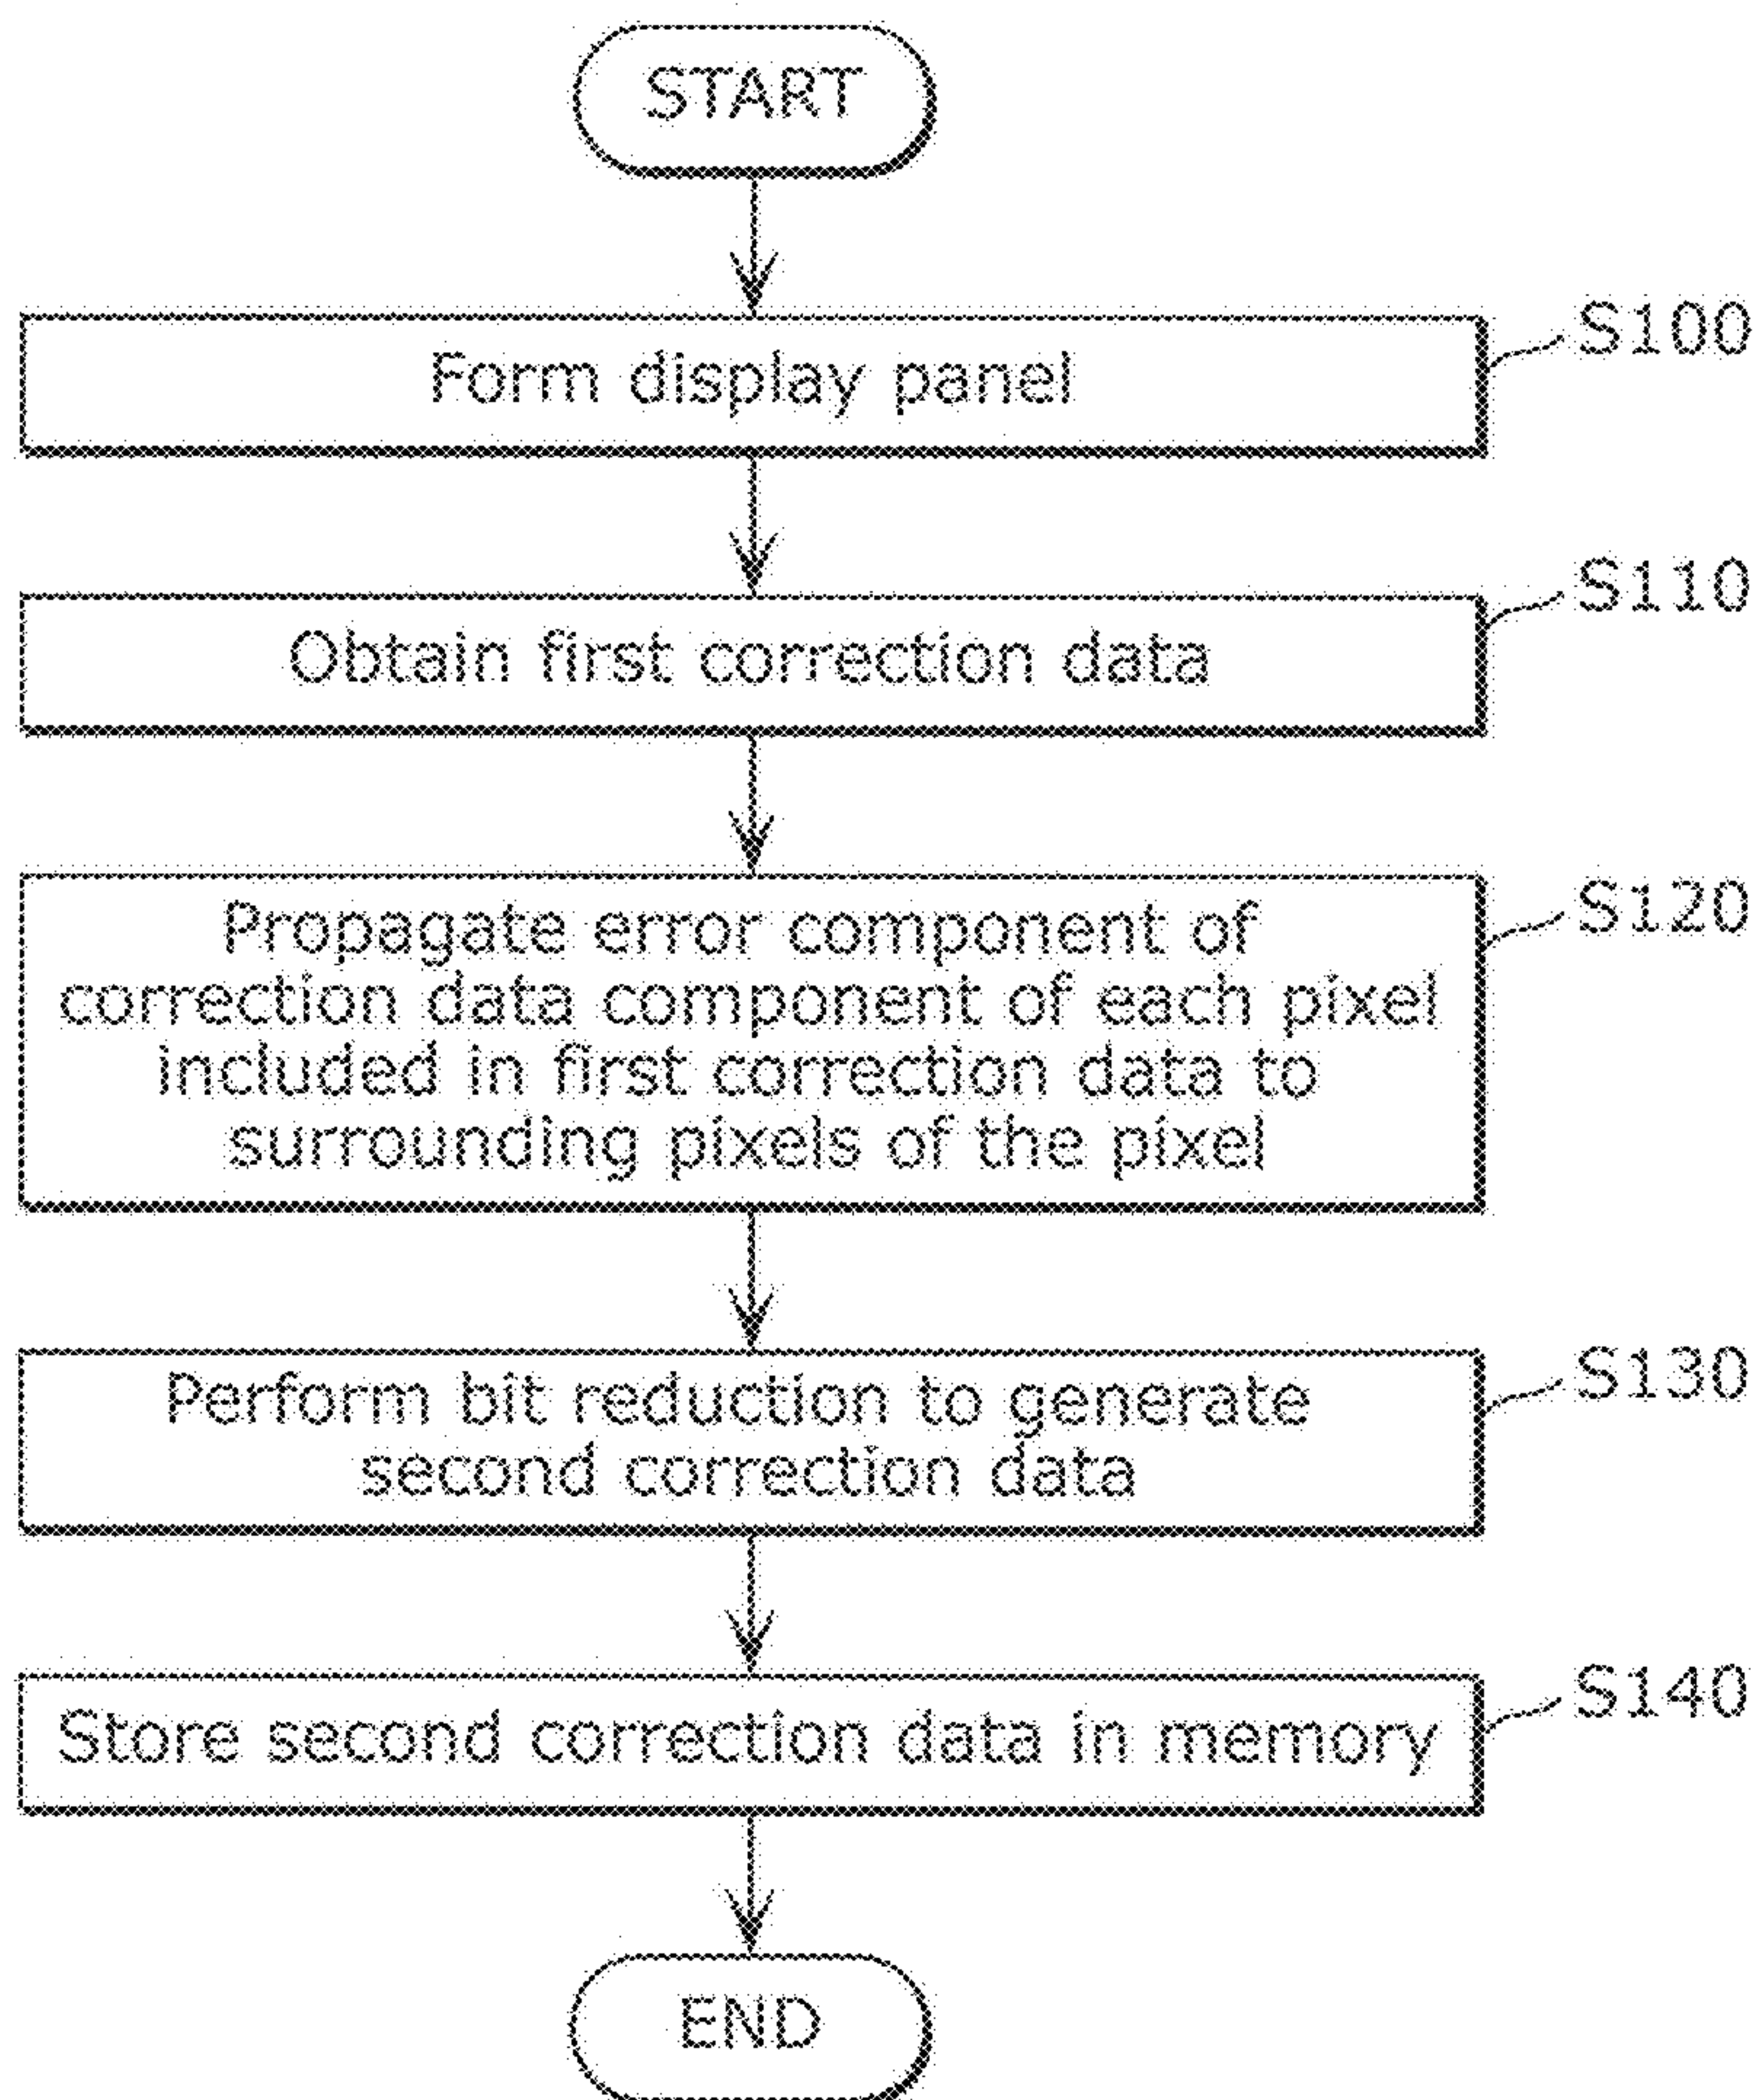 START
Form display panel
S100
Obtain first correction data
S110
Propagate error component of
correction data component of each pixel
included in first correction data to
surrounding pixels of the pixel
S120
Perform bit reduction to generate
second correction data
S130
Store second correction data in memory
S140
END